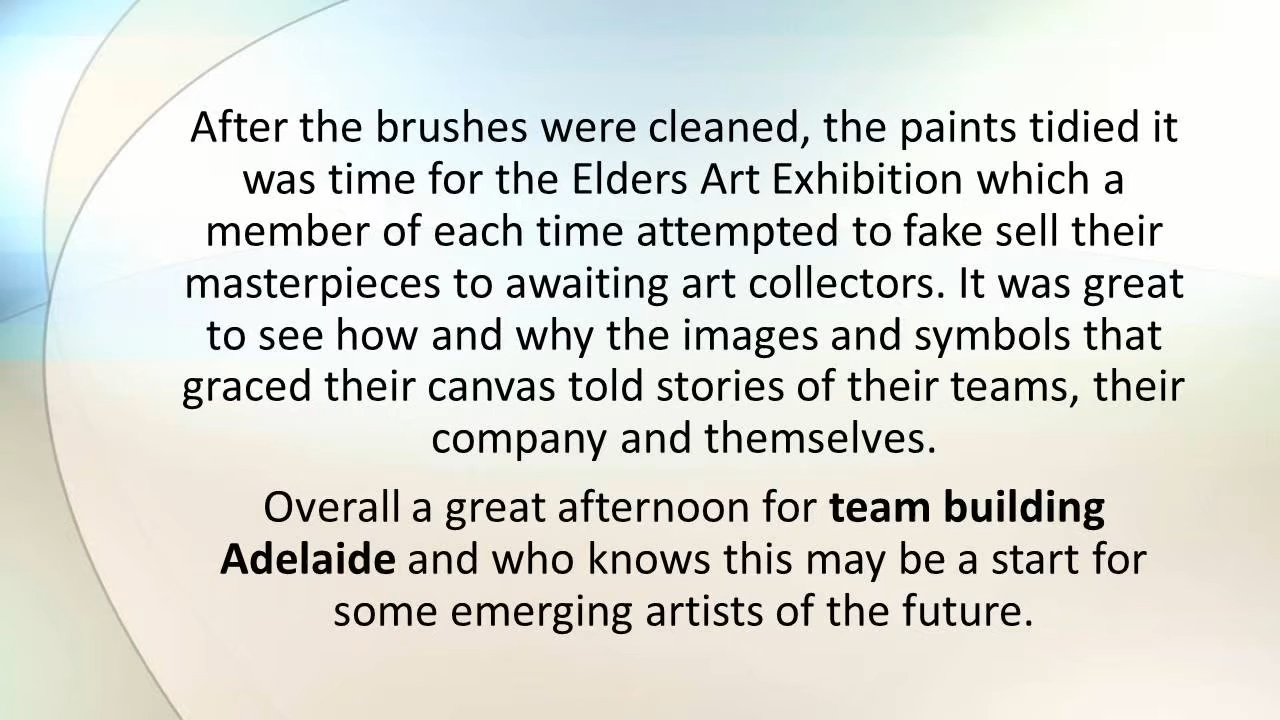 After the brushes were cleaned, the paints tidied it
was time for the Elders Art Exhibition which a
member of each time attempted to fake sell their
masterpieces to awaiting art collectors. It was great
to see how and why the images and symbols that
graced their canvas told stories of their teams, their
company and themselves.
Overall a great afternoon for team building
Adelaide and who knows this may be a start for
some emerging artists of the future.